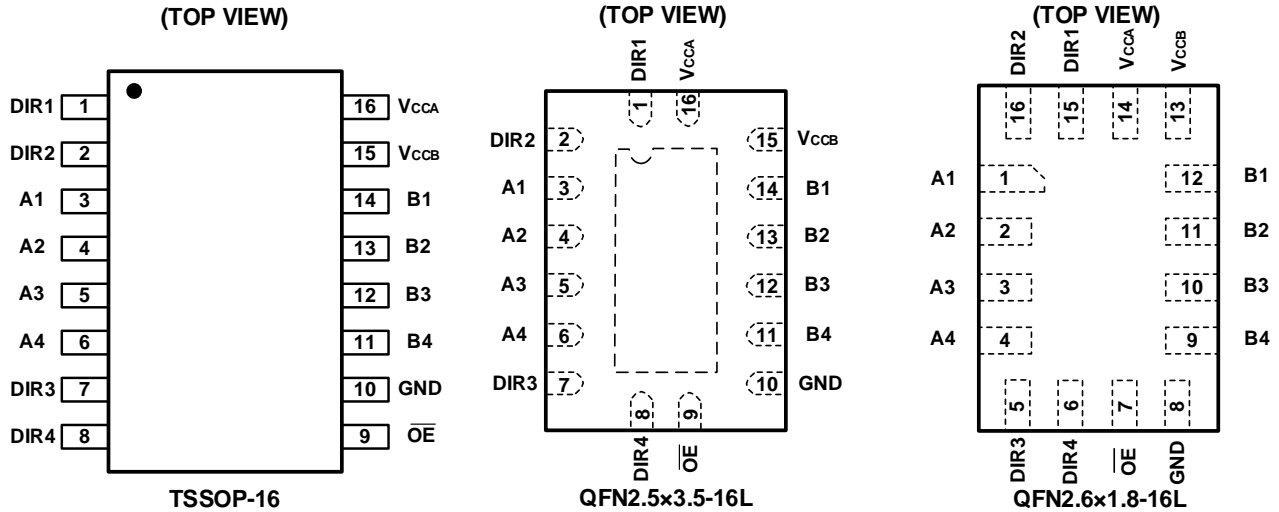 (TOP VIEW)
DIR1 1 16 VCCA
DIR2 2 15 VCCB
A1 3 14 B1
A2 4 13 B2
A3 5 12 B3
A4 6 11 B4
DIR3 7 10 GND
DIR4 8 9 OE
TSSOP-16
(TOP VIEW)
DIR1 VCCA
1 16
DIR2 2 15 VCCB
A1 3 14 B1
A2 4 13 B2
A3 5 12 B3
A4 6 11 B4
DIR3 7 10 GND
8 9
DIR4 OE
QFN2.5×3.5-16L
(TOP VIEW)
DIR2 DIR1 VCCA VCCB
16 15 14 13
A1 1 12 B1
A2 2 11 B2
A3 3 10 B3
A4 4 9 B4
5 6 7 8
DIR3 DIR4 OE GND
QFN2.6×1.8-16L